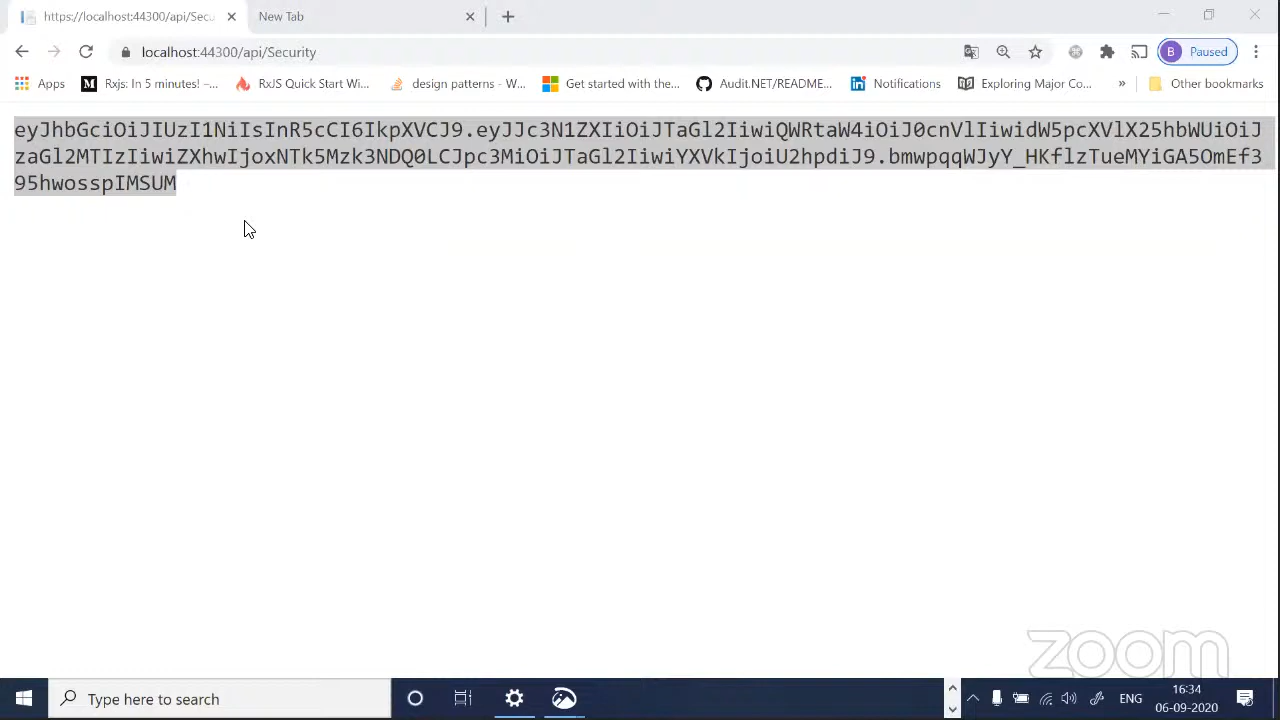 https://localhost:44300/api/Secu
New Tab
localhost:44300/api/Security
B Paused
Apps
Rxjs: In 5 minutes! –...
RxJS Quick Start Wi...
design patterns - W...
Get started with the...
Audit.NET/README...
Notifications
Exploring Major Co...
»
Other bookmarks
eyJhbGciOiJIUzI1NiIsInR5cCI6IkpXVCJ9.eyJJc3N1ZXIiOiJTaGl2IiwiQWRtaW4iOiJ0cnVlIiwidW5pcXVlX25hbWUiOiJ
zaGl2MTIzIiwiZXhwIjoxNTk5Mzk3NDQ0LCJpc3MiOiJTaGl2IiwiYXVkIjoiU2hpdiJ9.bmwpqqWJyY_HKflzTueMYiGA5OmEf3
95hwosspIMSUM
zoom
Type here to search
ENG
16:34
06-09-2020